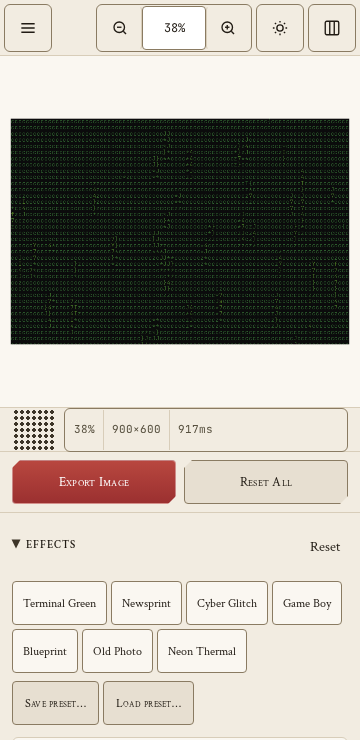 38%
38% 900×600 917ms
Export Image Reset All
▼ EFFECTS Reset
Terminal Green Newsprint Cyber Glitch Game Boy
Blueprint Old Photo Neon Thermal
Save preset… Load preset…